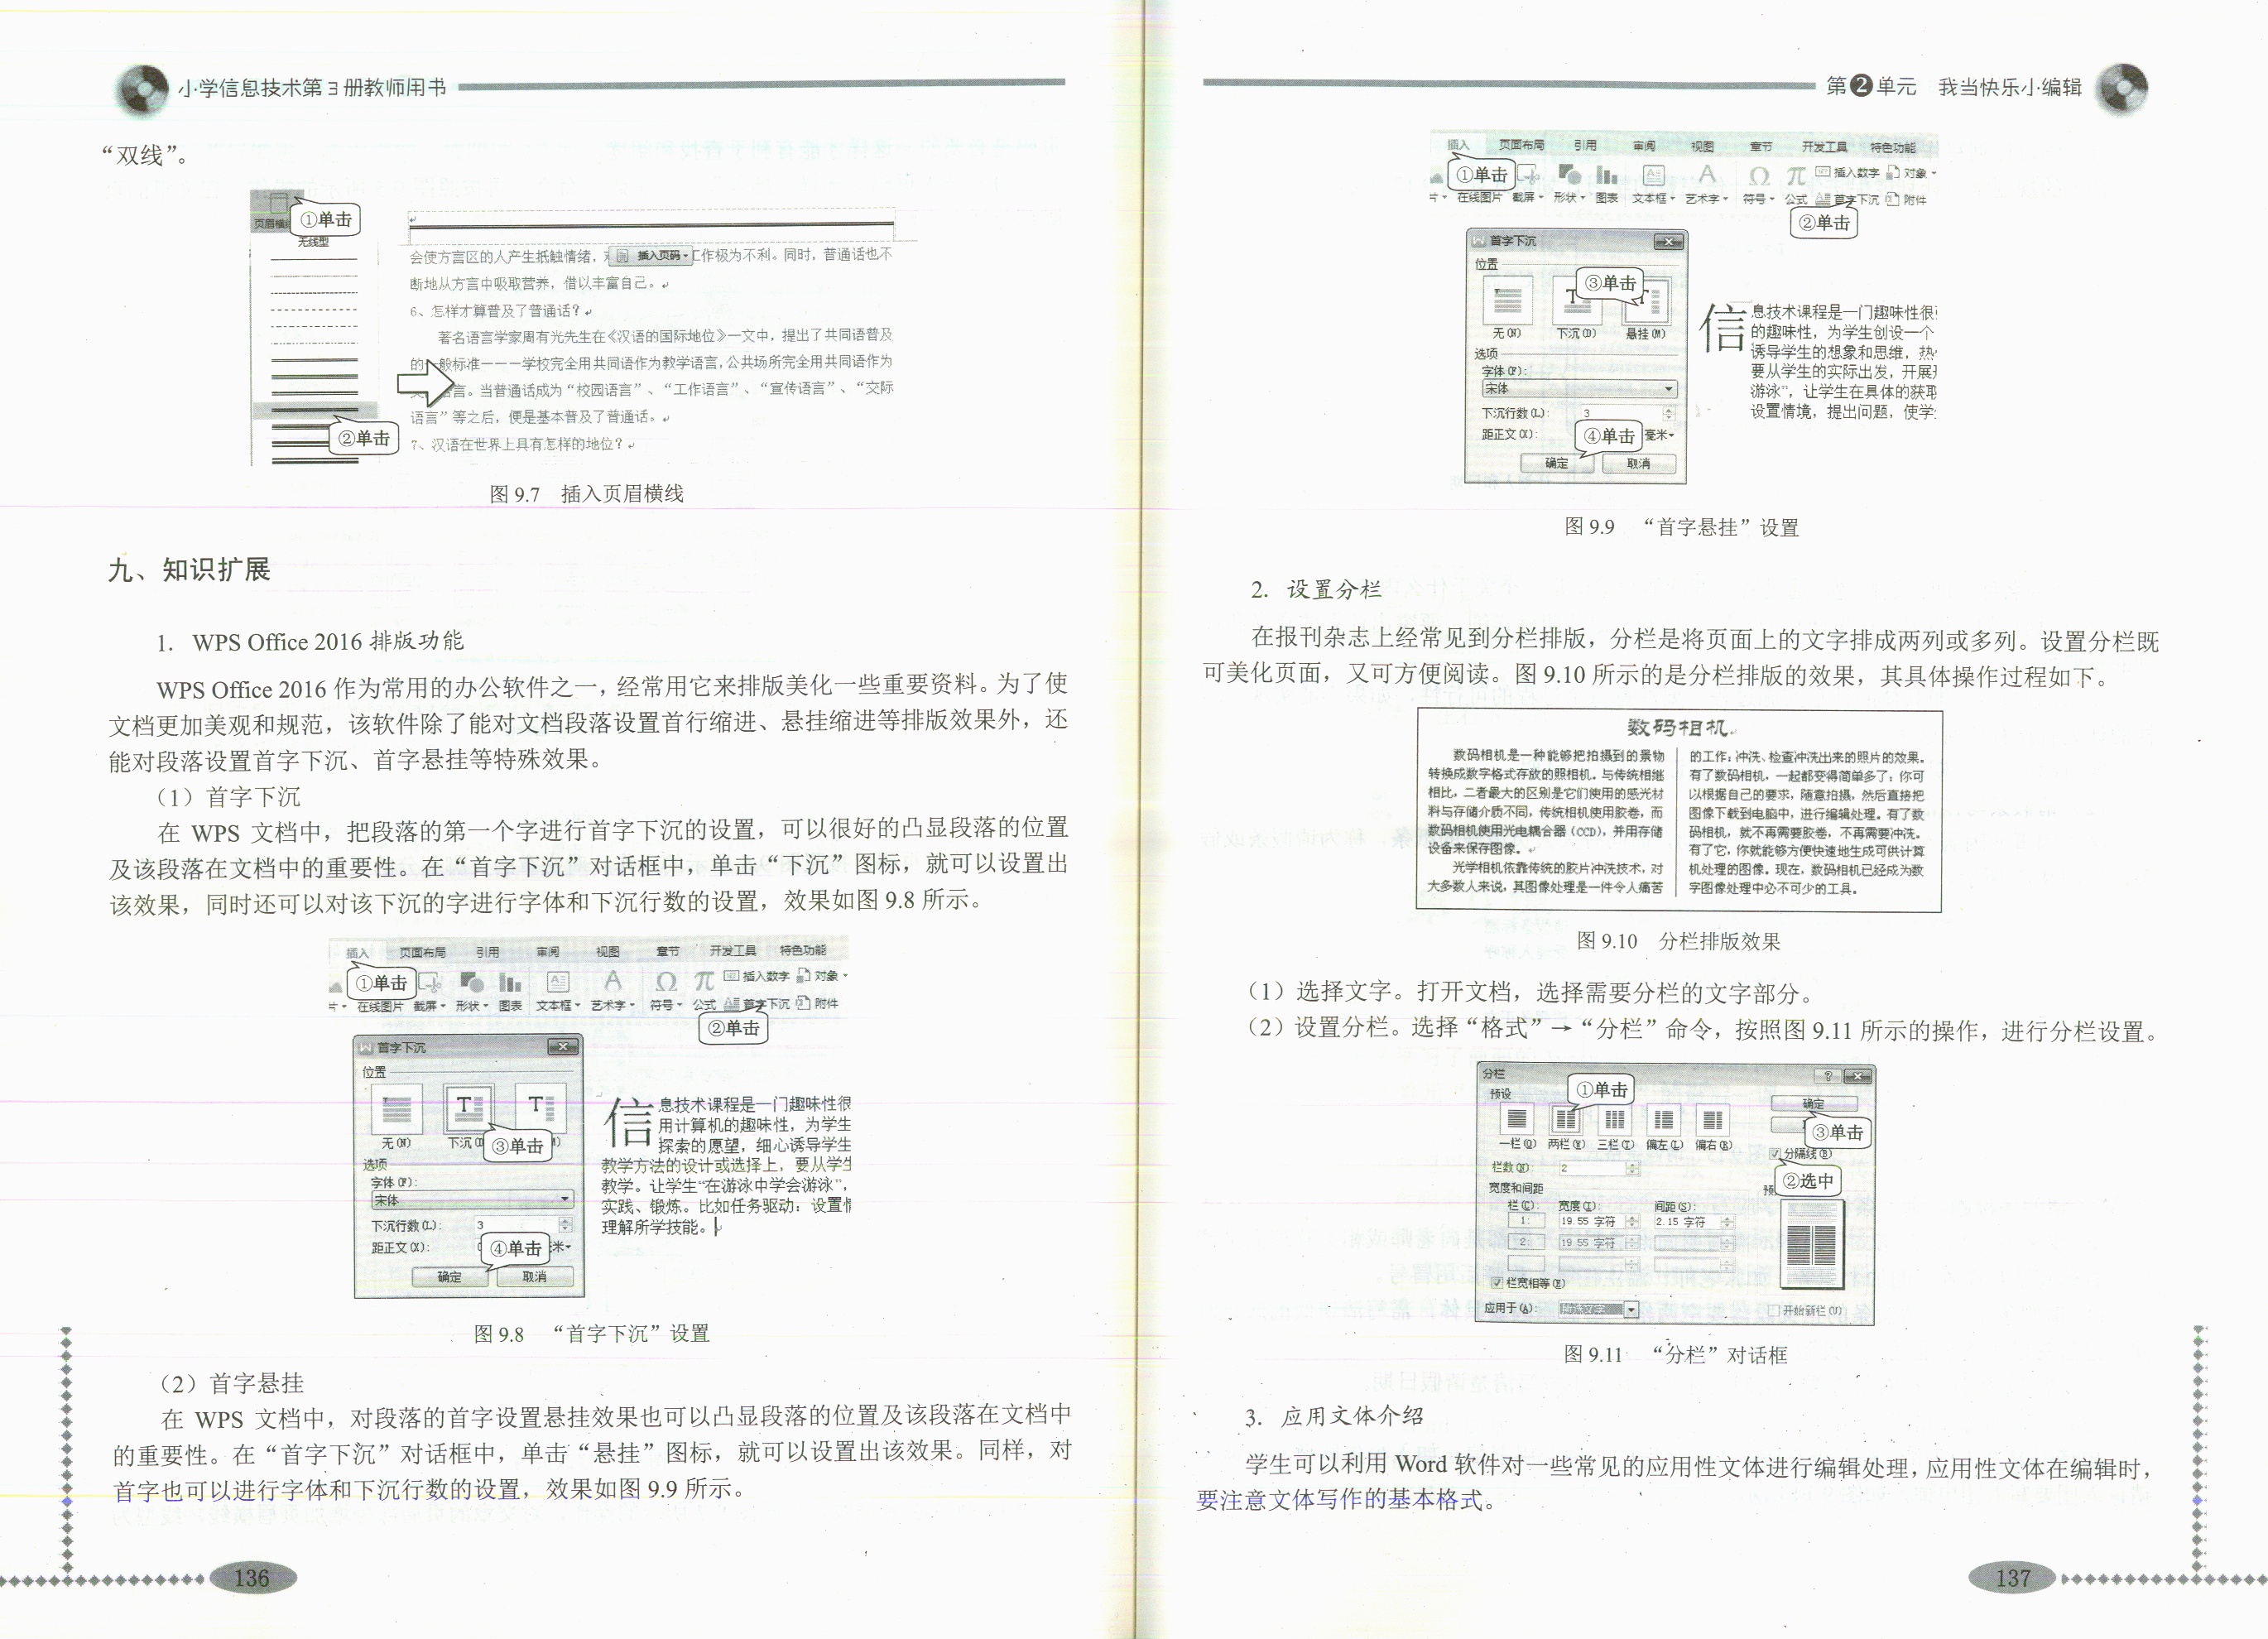 小学信息技术第3册教师用书
“双线”。
①单击
无线型
②单击
插入页码
断地从方言中吸取营养，借以丰富自己。
6、怎样才算普及了普通话？
著名语言学家周有光先生在《汉语的国际地位》一文中，提出了共同语普及
的一般标准———学校完全用共同语作为教学语言，公共场所完全用共同语作为
语言。当普通话成为“校园语言”、“工作语言”、“宣传语言”、“交际
语言”等之后，便是基本普及了普通话。
7、汉语在世界上具有怎样的地位？
图 9.7 插入页眉横线
九、知识扩展
1. WPS Office 2016 排版功能
WPS Office 2016 作为常用的办公软件之一，经常用它来排版美化一些重要资料。为了使
文档更加美观和规范，该软件除了能对文档段落设置首行缩进、悬挂缩进等排版效果外，还
能对段落设置首字下沉、首字悬挂等特殊效果。
（1）首字下沉
在 WPS 文档中，把段落的第一个字进行首字下沉的设置，可以很好的凸显段落的位置
及该段落在文档中的重要性。在“首字下沉”对话框中，单击“下沉”图标，就可以设置出
该效果，同时还可以对该下沉的字进行字体和下沉行数的设置，效果如图 9.8 所示。
插入 页面布局 引用 审阅 视图 章节 开发工具 特色功能
①单击 插入数字 对象
在线图片 截屏 形状 图表 文本框 艺术字 符号 公式 首字下沉 附件
②单击
首字下沉
位置
无(N) 下沉(D)
③单击
选项
字体(F):
宋体
下沉行数(L): 3
距正文(X):
④单击
确定 取消
信息技术课程是一门趣味性很
用计算机的趣味性，为学生
探索的愿望，细心诱导学生
教学方法的设计或选择上，要从学生
教学。让学生“在游泳中学会游泳”，
实践、锻炼。比如任务驱动：设置情
理解所学技能。
图 9.8 “首字下沉”设置
（2）首字悬挂
在 WPS 文档中，对段落的首字设置悬挂效果也可以凸显段落的位置及该段落在文档中
的重要性。在“首字下沉”对话框中，单击“悬挂”图标，就可以设置出该效果。同样，对
首字也可以进行字体和下沉行数的设置，效果如图 9.9 所示。
136
第2单元 我当快乐小编辑
插入 页面布局 引用 审阅 视图 章节 开发工具 特色功能
①单击 插入数字 对象
在线图片 截屏 形状 图表 文本框 艺术字 符号 公式 首字下沉 附件
②单击
首字下沉
位置
③单击
无(N) 下沉(D) 悬挂(M)
选项
字体(F):
宋体
下沉行数(L): 3
距正文(X): 毫米
④单击
确定 取消
信息技术课程是一门趣味性很
的趣味性，为学生创设一个
诱导学生的想象和思维，热
要从学生的实际出发，开展
游泳”，让学生在具体的获取
设置情境，提出问题，使学
图 9.9 “首字悬挂”设置
2. 设置分栏
在报刊杂志上经常见到分栏排版，分栏是将页面上的文字排成两列或多列。设置分栏既
可美化页面，又可方便阅读。图 9.10 所示的是分栏排版的效果，其具体操作过程如下。
数码相机
数码相机是一种能够把拍摄到的景物
转换成数字格式存放的照相机。与传统相继
相比，二者最大的区别是它们使用的感光材
料与存储介质不同，传统相机使用胶卷，而
数码相机使用光电耦合器（CCD），并用存储
设备来保存图像。
光学相机依靠传统的胶片冲洗技术，对
大多数人来说，其图像处理是一件令人痛苦
的工作：冲洗、检查冲洗出来的照片的效果。
有了数码相机，一起都变得简单多了：你可
以根据自己的要求，随意拍摄，然后直接把
图像下载到电脑中，进行编辑处理。有了数
码相机，就不再需要胶卷，不再需要冲洗。
有了它，你就能够方便快速地生成可供计算
机处理的图像。现在，数码相机已经成为数
字图像处理中必不可少的工具。
图 9.10 分栏排版效果
（1）选择文字。打开文档，选择需要分栏的文字部分。
（2）设置分栏。选择“格式”→“分栏”命令，按照图 9.11 所示的操作，进行分栏设置。
分栏
预设
①单击
确定
③单击
一栏(O) 两栏(W) 三栏(T) 偏左(L) 偏右(R)
分隔线(B)
②选中
栏数(N): 2
宽度和间距
栏(C): 宽度(I): 间距(S):
1: 19.55 字符 2.15 字符
2: 19.55 字符
栏宽相等(E)
应用于(A): 所选文字 开始新栏(U)
图 9.11 “分栏”对话框
3. 应用文体介绍
学生可以利用 Word 软件对一些常见的应用性文体进行编辑处理，应用性文体在编辑时，
要注意文体写作的基本格式。
137